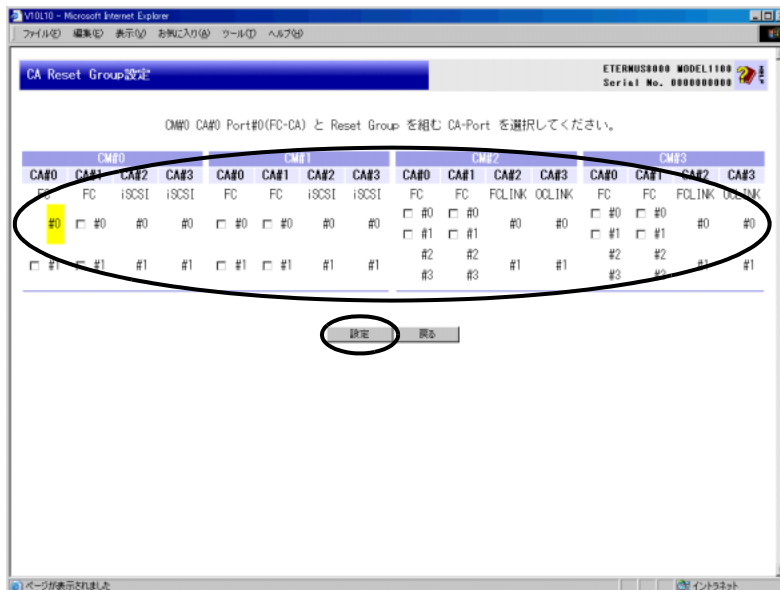 V10L10 - Microsoft Internet Explorer
ファイル(F) 編集(E) 表示(V) お気に入り(A) ツール(T) ヘルプ(H)
CA Reset Group設定
ETERNUS8000 MODEL1100
Serial No. 0000000000
CM#0 CA#0 Port#0(FC-CA) と Reset Group を組む CA-Port を選択してください。
CM#0 CM#1 CM#2 CM#3
CA#0 CA#1 CA#2 CA#3 CA#0 CA#1 CA#2 CA#3 CA#0 CA#1 CA#2 CA#3 CA#0 CA#1 CA#2 CA#3
FC FC iSCSI iSCSI FC FC iSCSI iSCSI FC FC FCLINK OCLINK FC FC FCLINK OCLINK
#0 #0 #0 #0 #0 #0 #0 #0 #0 #0 #0 #0 #0 #0 #0 #0
#1 #1 #1 #1
#1 #1 #1 #1 #1 #1 #1 #1 #2 #2 #1 #1 #2 #2 #1 #1
#3 #3 #3 #3
設定 戻る
ページが表示されました
イントラネット